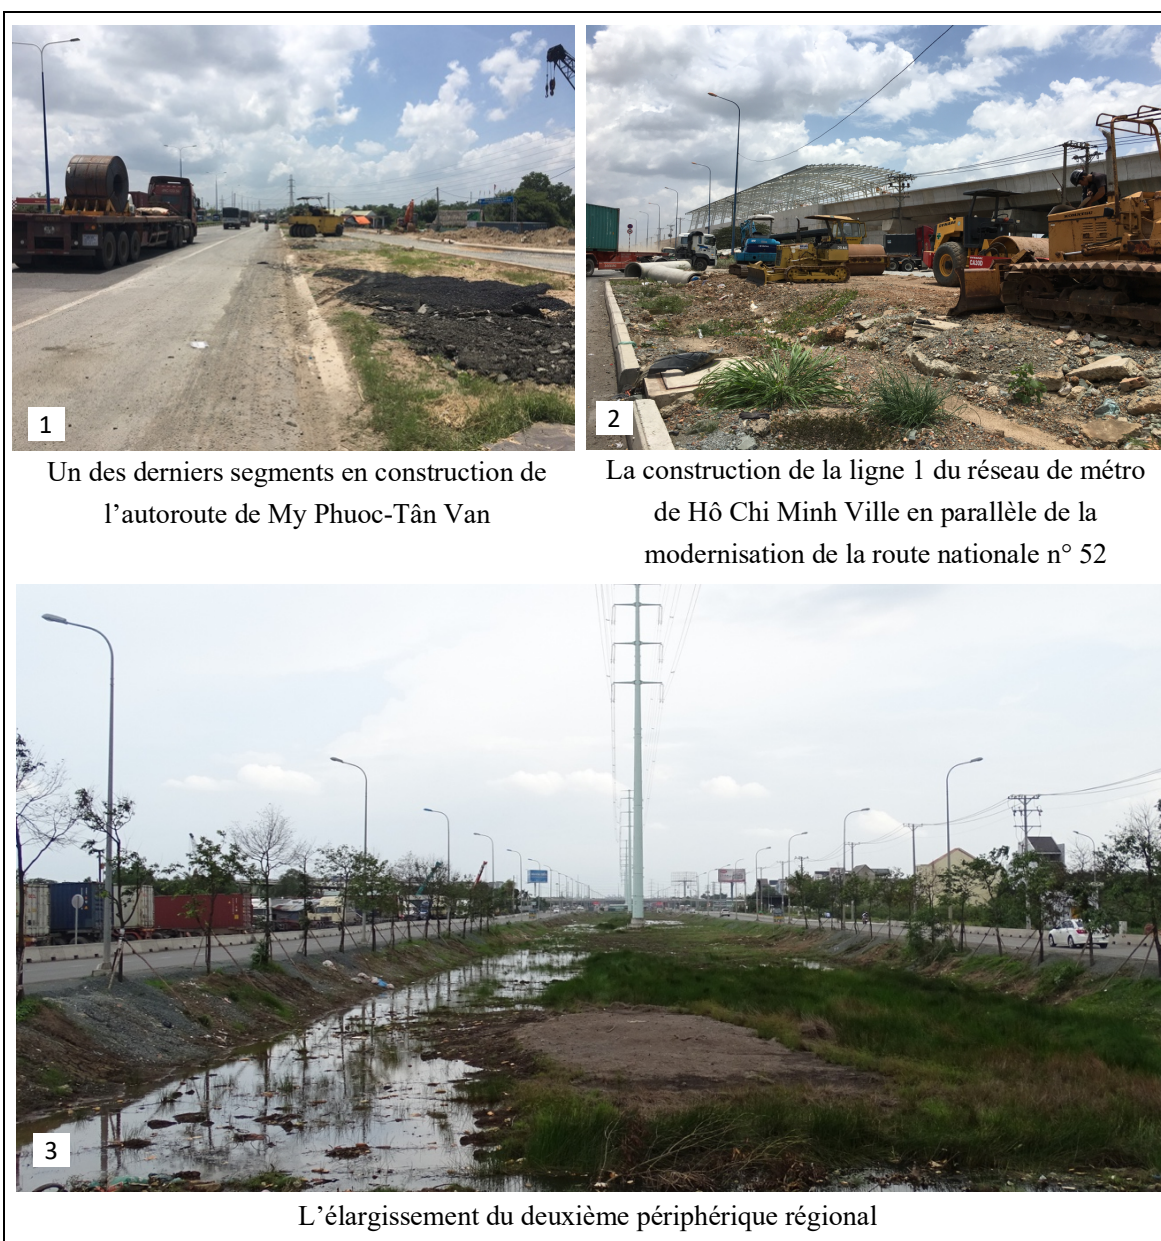 1
2
Un des derniers segments en construction de
l’autoroute de My Phuoc-Tân Van
La construction de la ligne 1 du réseau de métro
de Hô Chi Minh Ville en parallèle de la
modernisation de la route nationale n° 52
3
L’élargissement du deuxième périphérique régional